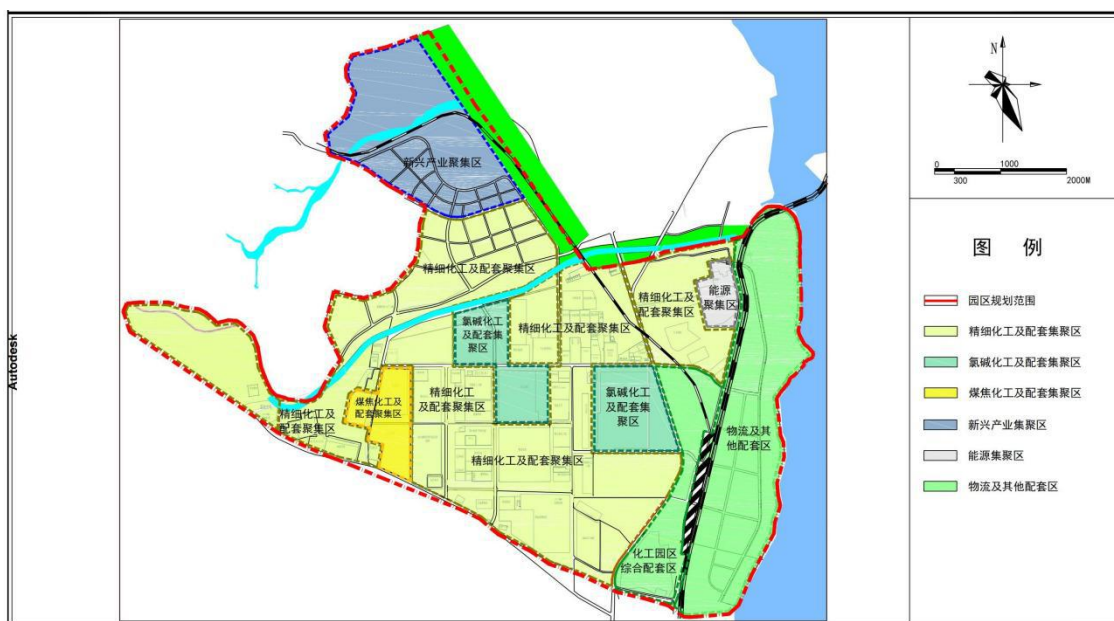 Autodesk
新兴产业聚集区
精细化工及配套聚集区
氯碱化工
及配套集
聚区
精细化工及配套聚集区
精细化工及
配套聚集区
能源
聚集区
精细化工及
配套聚集区
煤焦化工及
配套聚集区
精细化工
及配套聚集区
氯碱化工
及配套集
聚区
物流及其
他配套区
精细化工及配套聚集区
化工园区
综合配套区
N
0
1000
300
2000M
图 例
园区规划范围
精细化工及配套集聚区
氯碱化工及配套集聚区
煤焦化工及配套集聚区
新兴产业集聚区
能源集聚区
物流及其他配套区